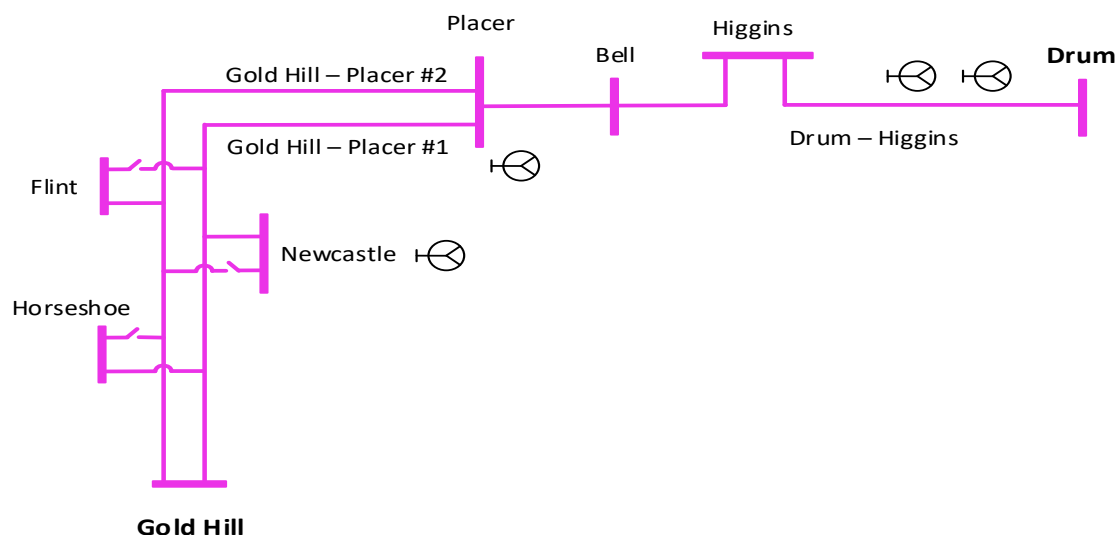 Placer
Higgins
Bell
Drum
Gold Hill – Placer #2
Drum – Higgins
Gold Hill – Placer #1
Flint
Newcastle
Horseshoe
Gold Hill